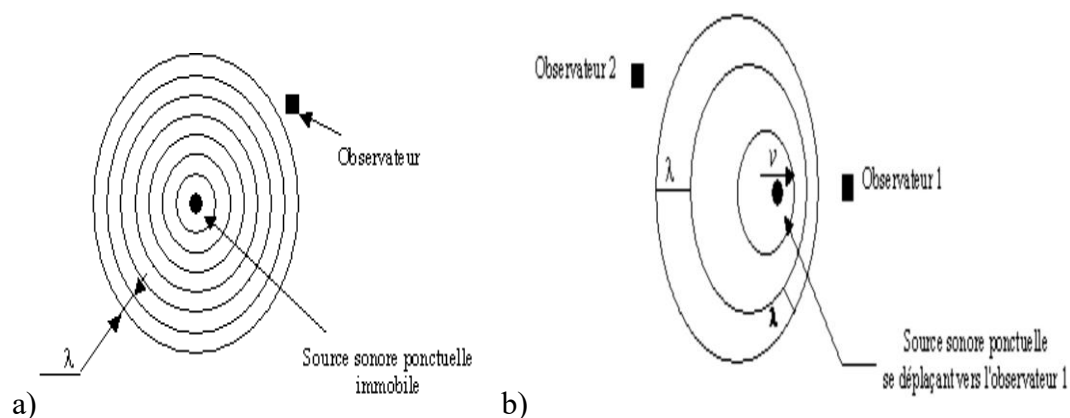 Observateur
λ
Source sonore ponctuelle
immobile
a)
Observateur 2
λ
v
Observateur 1
λ
Source sonore ponctuelle
se déplaçant vers l'observateur 1
b)